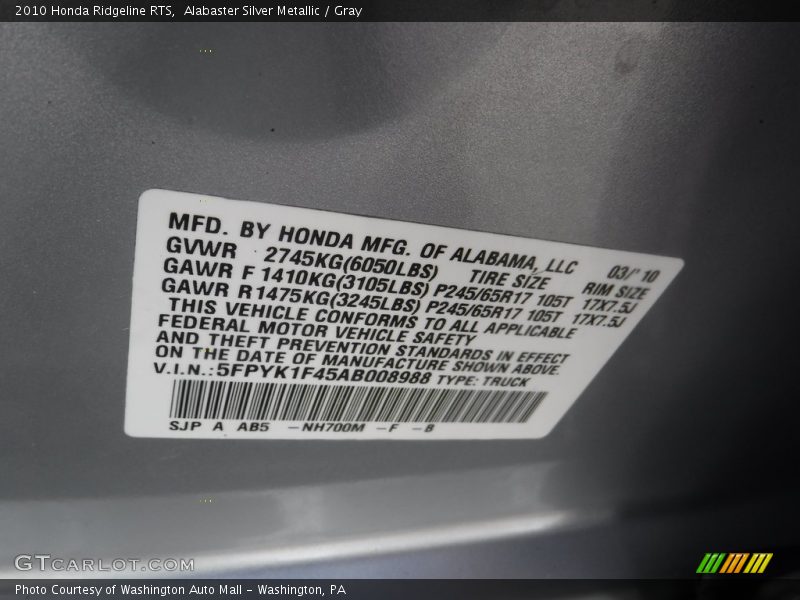 2010 Honda Ridgeline RTS,  Alabaster Silver Metallic / Gray
MFD. BY HONDA MFG. OF ALABAMA, LLC 03/'10
GVWR 2745KG(6050LBS) TIRE SIZE RIM SIZE
GAWR F 1410KG(3105LBS) P245/65R17 105T 17X7.5J
GAWR R 1475KG(3245LBS) P245/65R17 105T 17X7.5J
THIS VEHICLE CONFORMS TO ALL APPLICABLE
FEDERAL MOTOR VEHICLE SAFETY
AND THEFT PREVENTION STANDARDS IN EFFECT
ON THE DATE OF MANUFACTURE SHOWN ABOVE.
V.I.N.: 5FPYK1F45AB008988 TYPE: TRUCK
SJP A AB5 -NH700M -F -B
GTCARLOT.COM
Photo Courtesy of Washington Auto Mall - Washington, PA